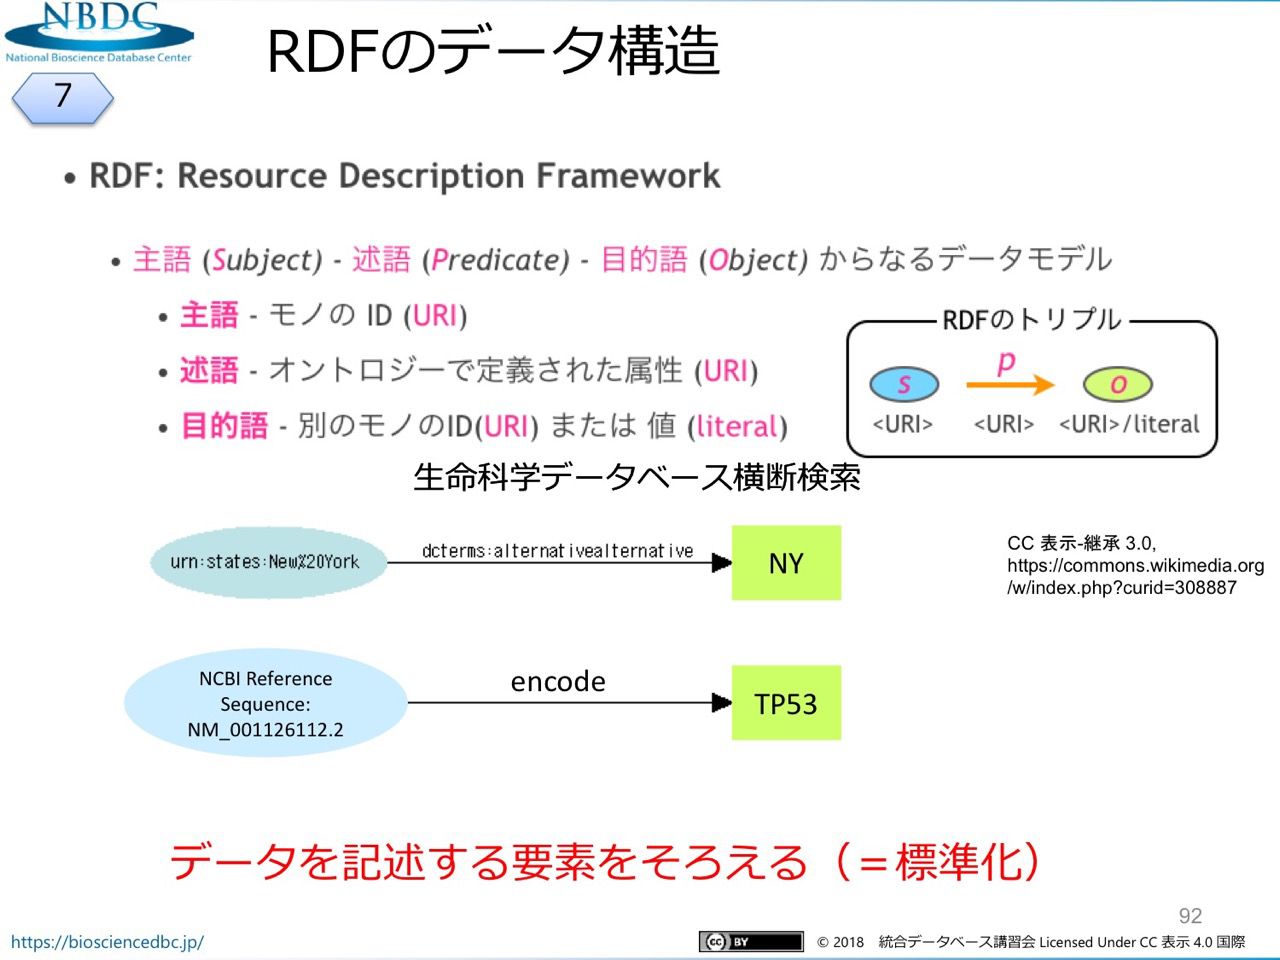 NBDC
National Bioscience Database Center
RDFのデータ構造
7
• RDF: Resource Description Framework
• 主語 (Subject) - 述語 (Predicate) - 目的語 (Object) からなるデータモデル
• 主語 - モノの ID (URI)
• 述語 - オントロジーで定義された属性 (URI)
• 目的語 - 別のモノのID(URI) または 値 (literal)
RDFのトリプル
S
P
O
<URI>
<URI>
<URI>/literal
生命科学データベース横断検索
urn:states:New%20York
dcterms:alternativealternative
NY
CC 表示-継承 3.0,
https://commons.wikimedia.org
/w/index.php?curid=308887
NCBI Reference
Sequence:
NM_001126112.2
encode
TP53
データを記述する要素をそろえる（＝標準化）
92
https://biosciencedbc.jp/
CC BY
© 2018 統合データベース講習会 Licensed Under CC 表示 4.0 国際